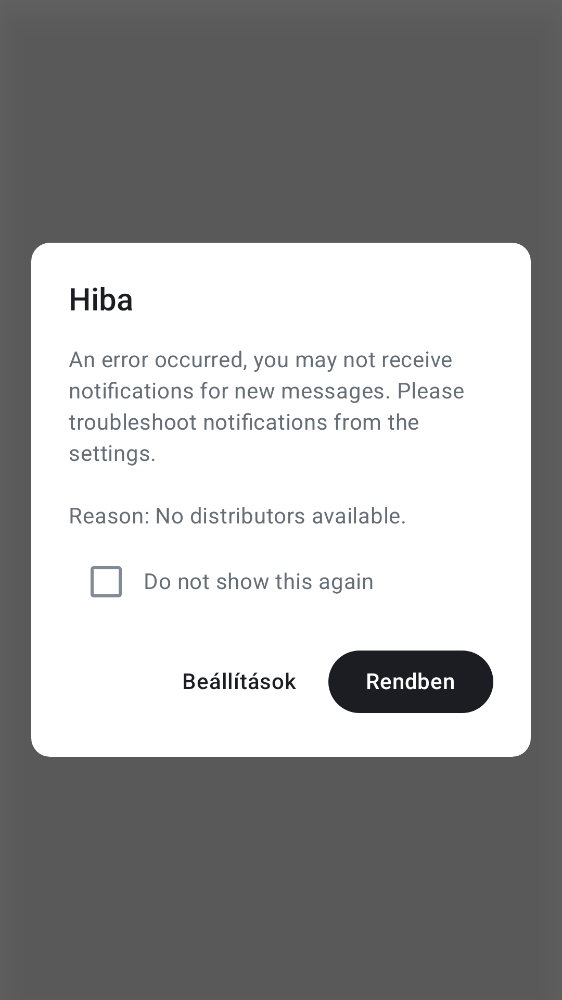 Hiba
An error occurred, you may not receive
notifications for new messages. Please
troubleshoot notifications from the
settings.
Reason: No distributors available.
Do not show this again
Beállítások
Rendben